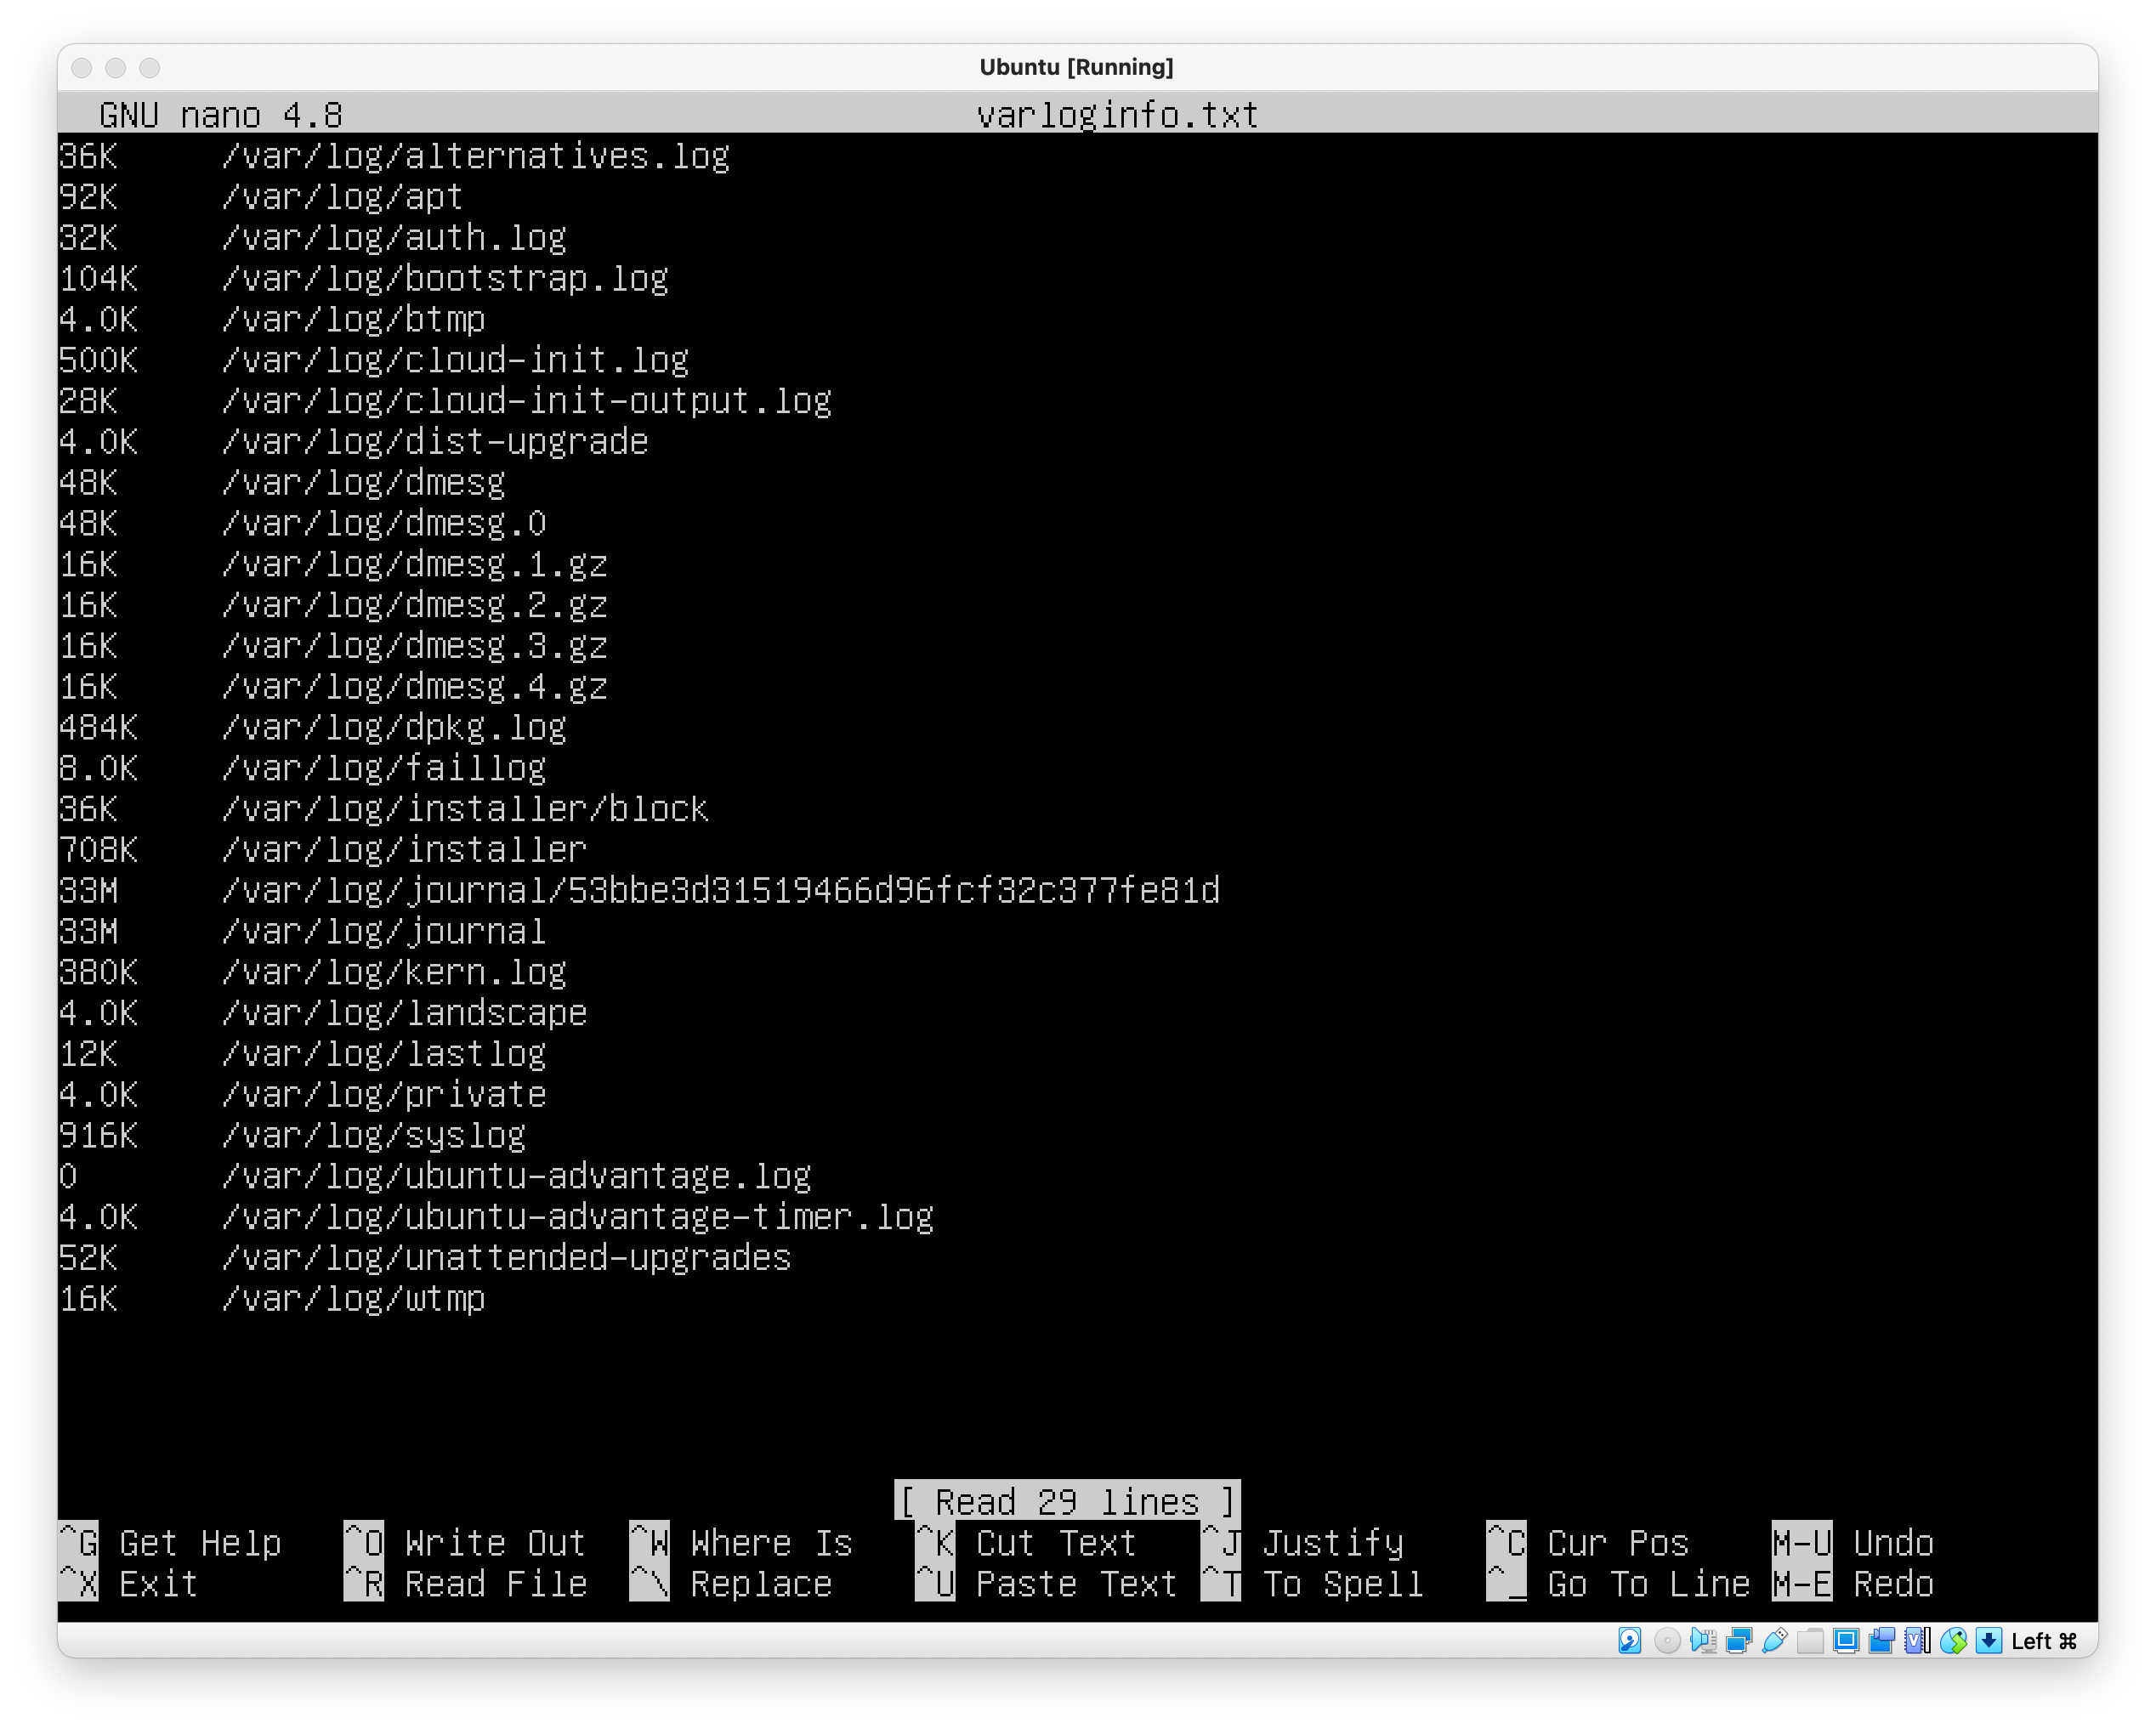 Ubuntu [Running]
GNU nano 4.8 varloginfo.txt
36K /var/log/alternatives.log
92K /var/log/apt
32K /var/log/auth.log
104K /var/log/bootstrap.log
4.0K /var/log/btmp
500K /var/log/cloud-init.log
28K /var/log/cloud-init-output.log
4.0K /var/log/dist-upgrade
48K /var/log/dmesg
48K /var/log/dmesg.0
16K /var/log/dmesg.1.gz
16K /var/log/dmesg.2.gz
16K /var/log/dmesg.3.gz
16K /var/log/dmesg.4.gz
484K /var/log/dpkg.log
8.0K /var/log/faillog
36K /var/log/installer/block
708K /var/log/installer
33M /var/log/journal/53bbe3d31519466d96fcf32c377fe81d
33M /var/log/journal
380K /var/log/kern.log
4.0K /var/log/landscape
12K /var/log/lastlog
4.0K /var/log/private
916K /var/log/syslog
0 /var/log/ubuntu-advantage.log
4.0K /var/log/ubuntu-advantage-timer.log
52K /var/log/unattended-upgrades
16K /var/log/wtmp
[ Read 29 lines ]
^G Get Help ^O Write Out ^W Where Is ^K Cut Text ^J Justify ^C Cur Pos M-U Undo
^X Exit ^R Read File ^\ Replace ^U Paste Text ^T To Spell ^_ Go To Line M-E Redo
Left ⌘